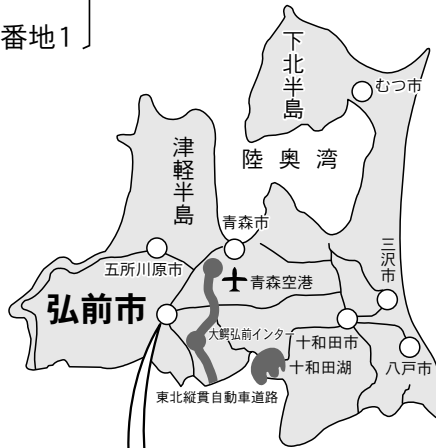 番地1
下北半島
むつ市
陸奥湾
津軽半島
青森市
五所川原市
青森空港
三沢市
弘前市
大鰐弘前インター
十和田市
十和田湖
八戸市
東北縦貫自動車道路